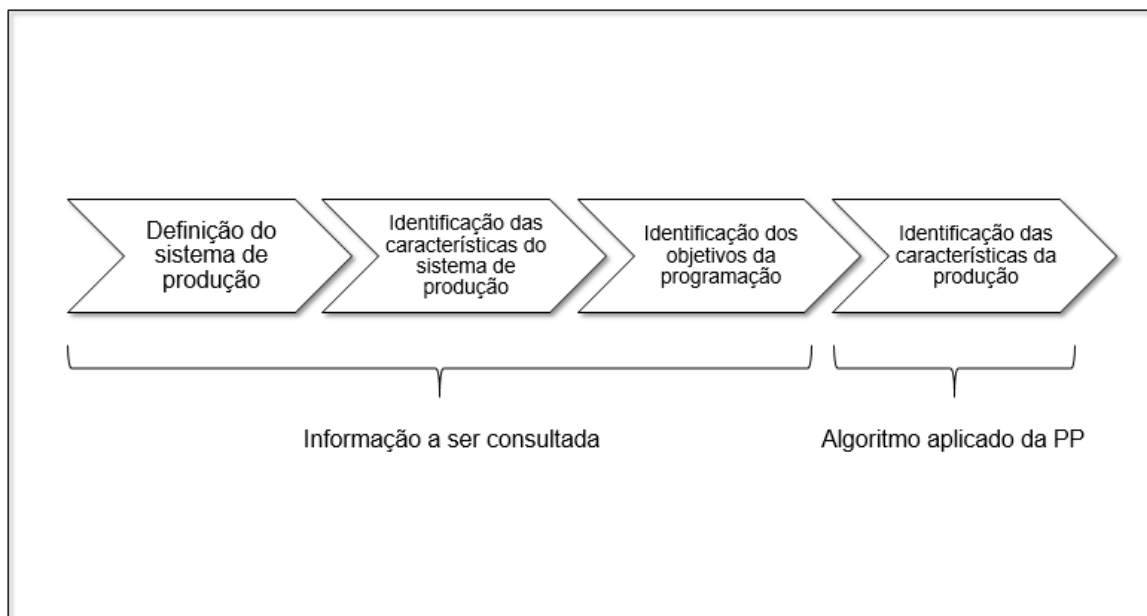 Definição do
sistema de
produção
Identificação das
características do
sistema de
produção
Identificação dos
objetivos da
programação
Identificação das
características da
produção
Informação a ser consultada
Algoritmo aplicado da PP